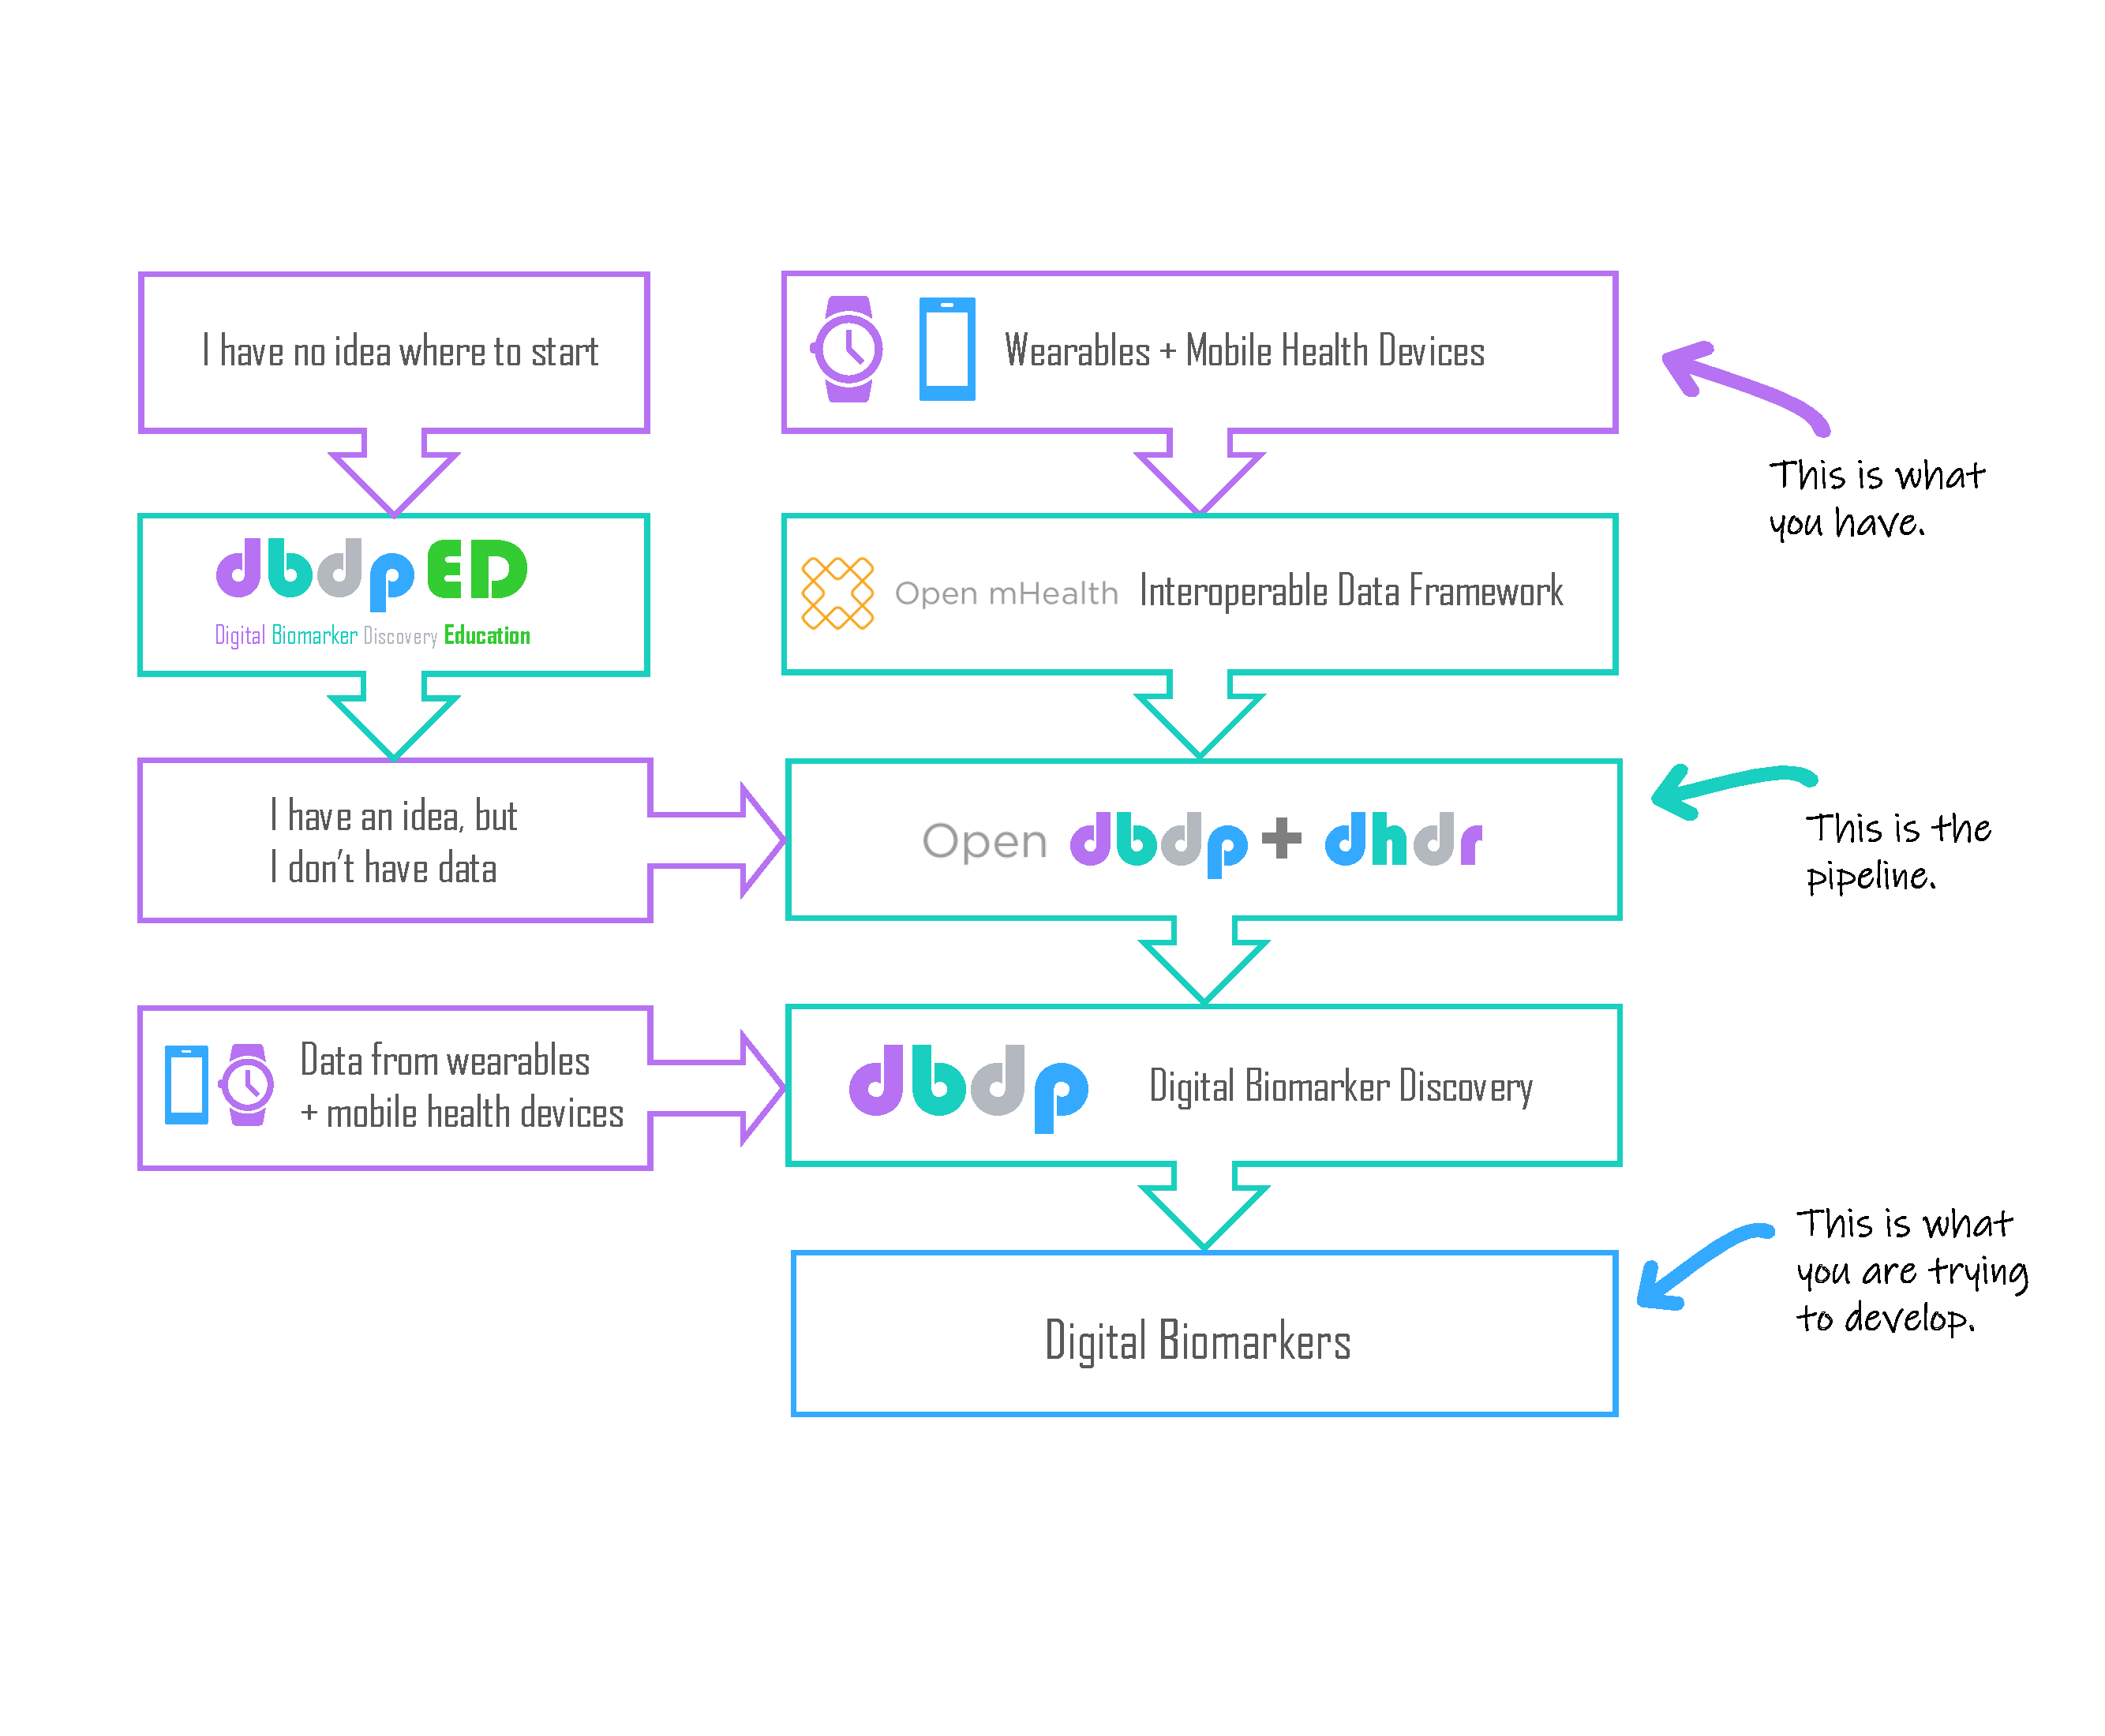 I have no idea where to start
Wearables + Mobile Health Devices
This is what
you have.
dbdp ED
Digital Biomarker Discovery Education
Open mHealth Interoperable Data Framework
I have an idea, but
I don't have data
Open dbdp + dhdr
This is the
pipeline.
Data from wearables
+ mobile health devices
dbdp Digital Biomarker Discovery
This is what
you are trying
to develop.
Digital Biomarkers